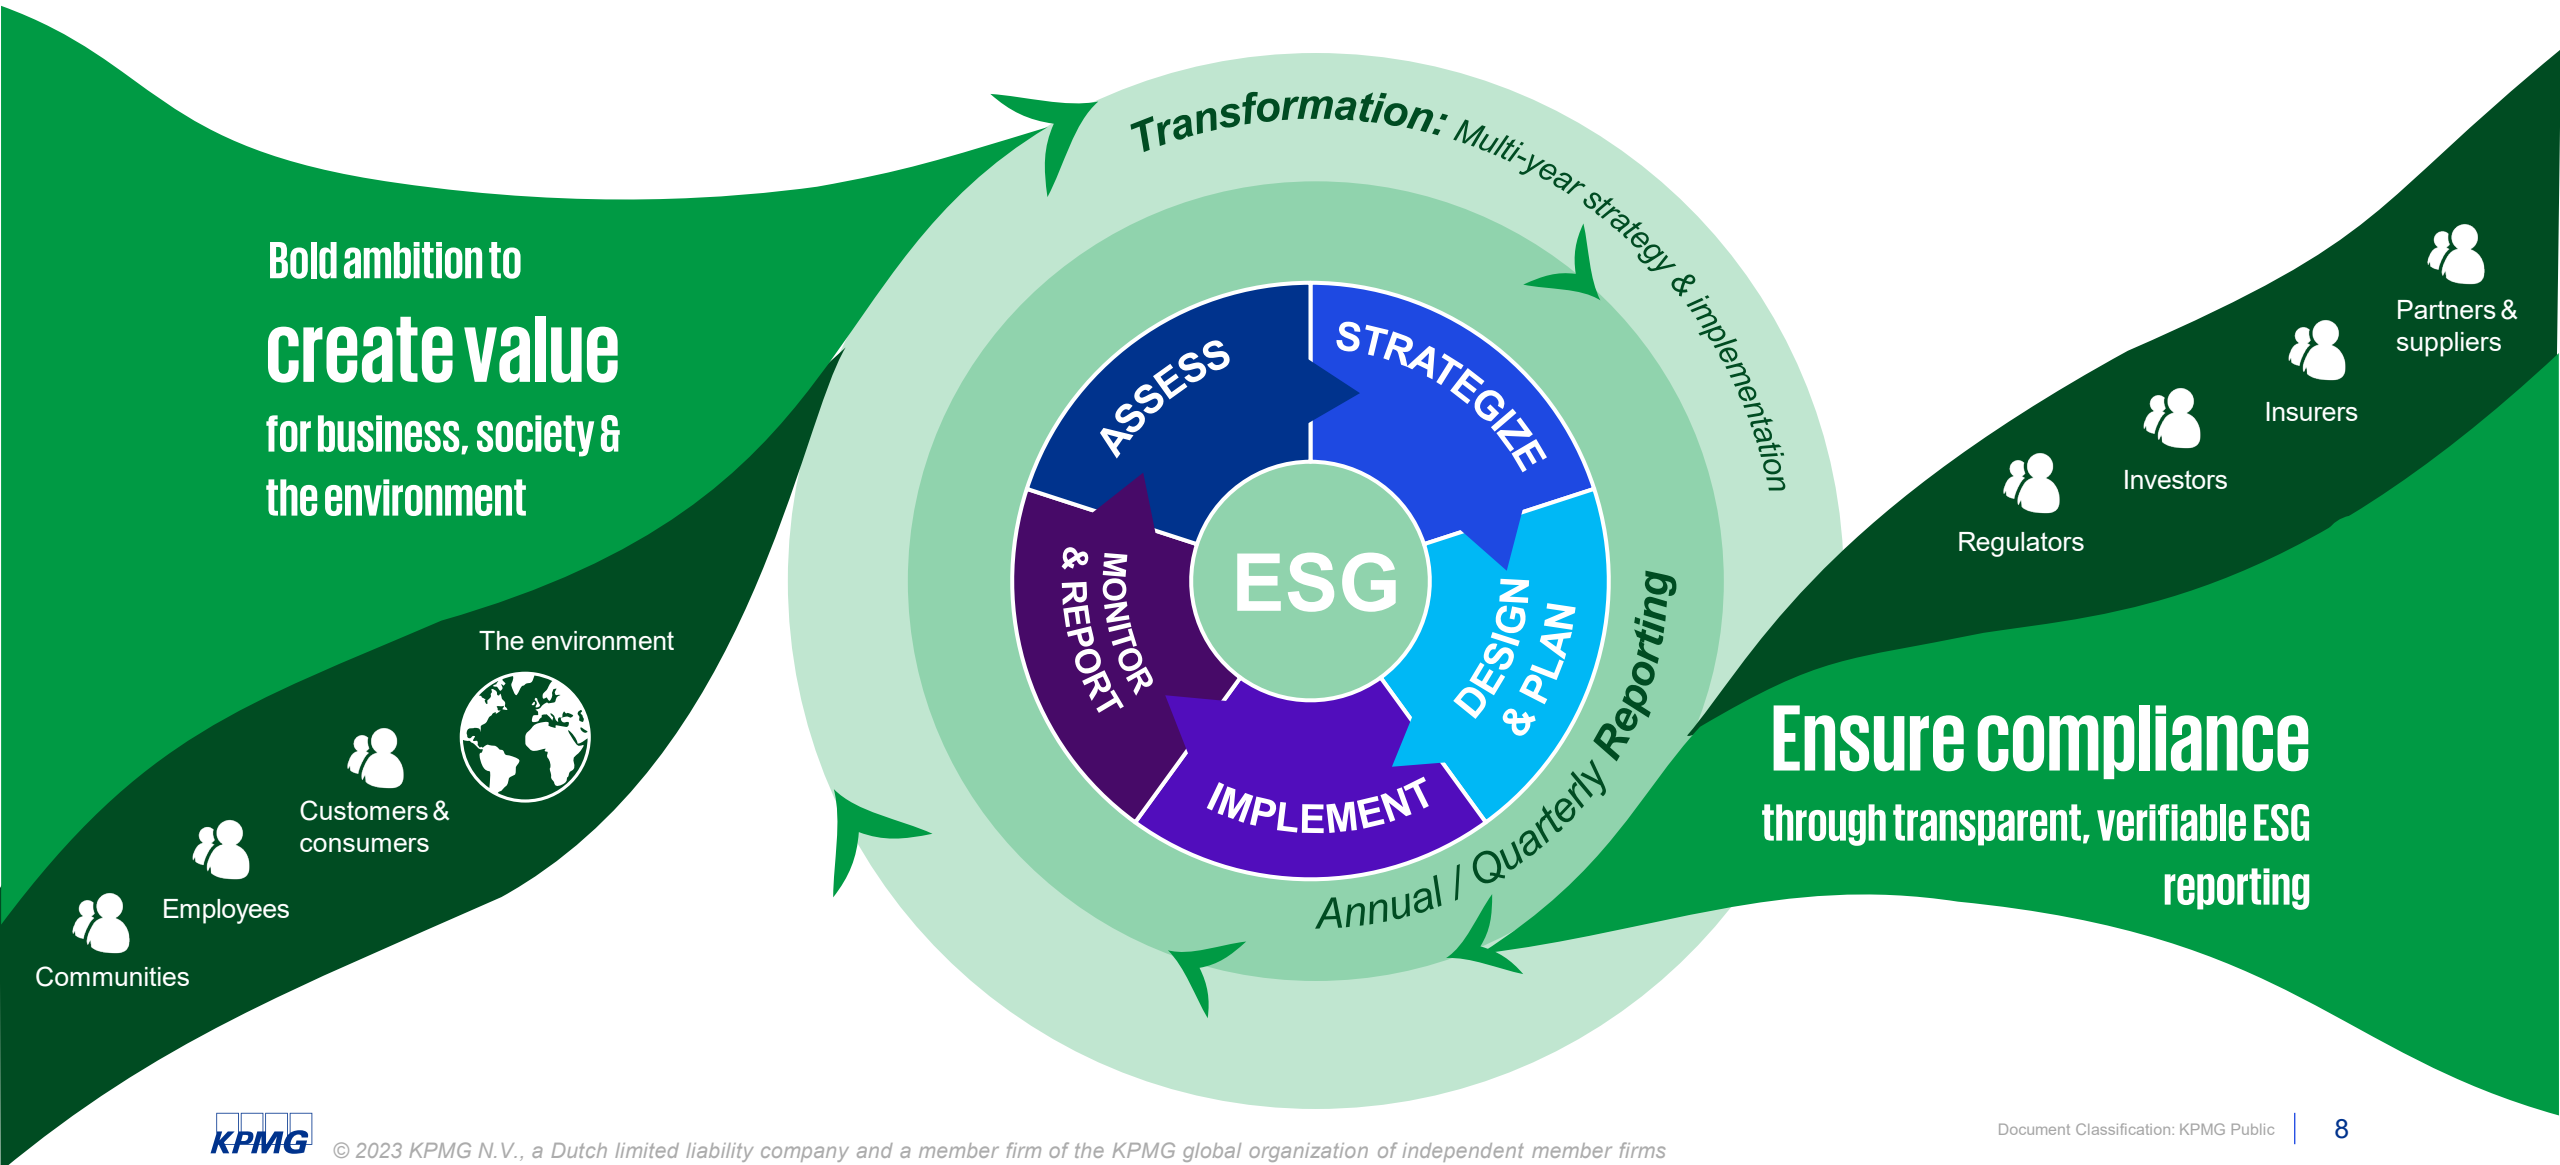 Bold ambition to
create value
for business, society &
the environment
The environment
Customers &
consumers
Employees
Communities
Transformation: Multi-year strategy & implementation
ASSESS
STRATEGIZE
DESIGN
& PLAN
IMPLEMENT
MONITOR
& REPORT
ESG
Annual / Quarterly Reporting
Partners &
suppliers
Insurers
Investors
Regulators
Ensure compliance
through transparent, verifiable ESG
reporting
KPMG
© 2023 KPMG N.V., a Dutch limited liability company and a member firm of the KPMG global organization of independent member firms
Document Classification: KPMG Public
8